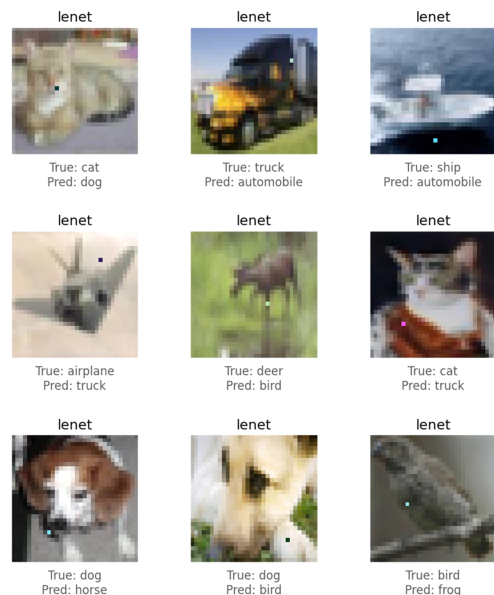 lenet
lenet
lenet
True: cat
Pred: dog
True: truck
Pred: automobile
True: ship
Pred: automobile
lenet
lenet
lenet
True: airplane
Pred: truck
True: deer
Pred: bird
True: cat
Pred: truck
lenet
lenet
lenet
True: dog
Pred: horse
True: dog
Pred: bird
True: bird
Pred: frog